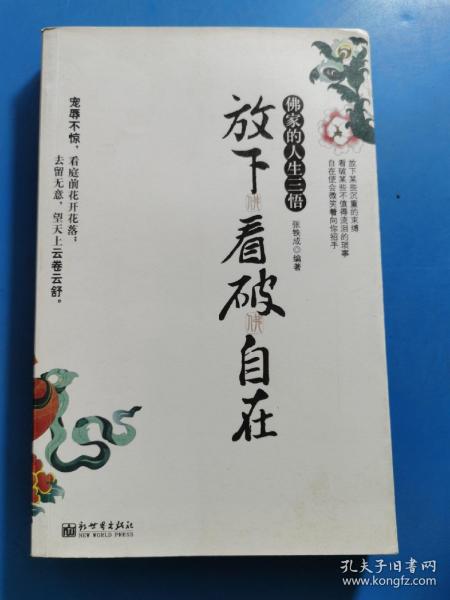 佛家的人生三悟
放下
看破
自在
佛
佛
张铁成◎编著
放下某些沉重的束缚
看破某些不值得流泪的琐事
自在便会微笑着向你招手
宠辱不惊，看庭前花开花落；
去留无意，望天上云卷云舒。
新世界出版社
NEW WORLD PRESS
孔夫子旧书网
www.kongfz.com